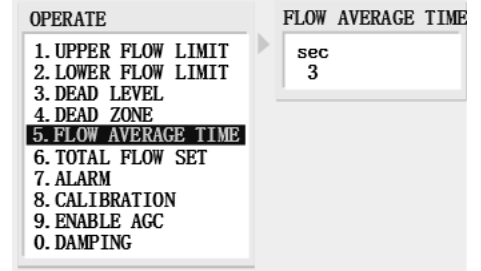 OPERATE
1. UPPER FLOW LIMIT
2. LOWER FLOW LIMIT
3. DEAD LEVEL
4. DEAD ZONE
5. FLOW AVERAGE TIME
6. TOTAL FLOW SET
7. ALARM
8. CALIBRATION
9. ENABLE AGC
0. DAMPING
FLOW AVERAGE TIME
sec
3